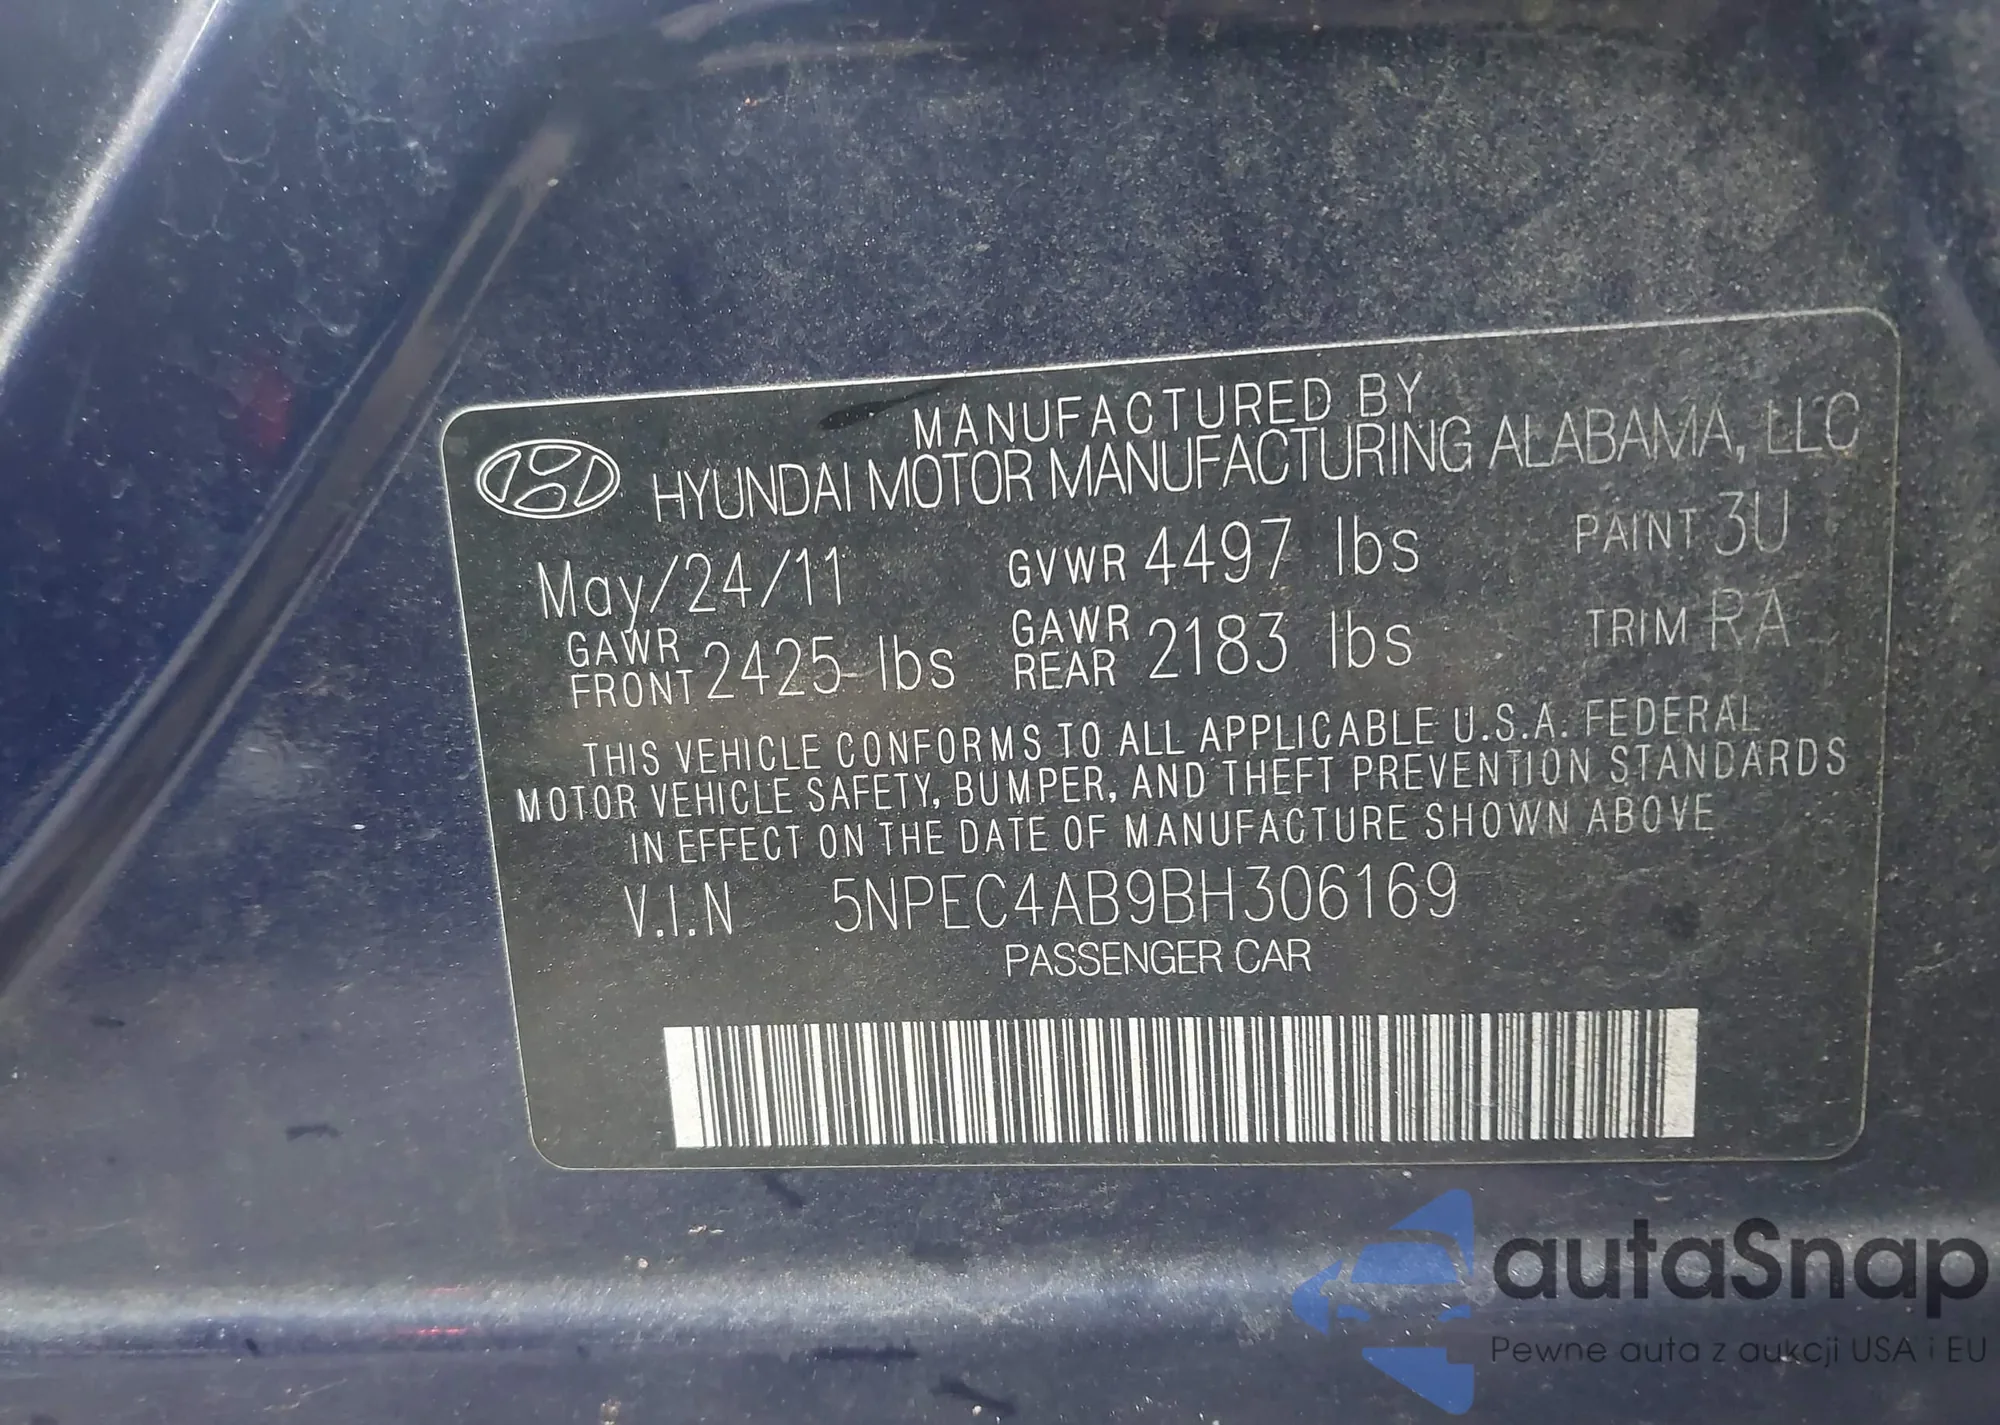 MANUFACTURED BY
HYUNDAI MOTOR MANUFACTURING ALABAMA, LLC
May/24/11 GVWR 4497 lbs PAINT 3U
GAWR FRONT 2425 lbs GAWR REAR 2183 lbs TRIM RA
THIS VEHICLE CONFORMS TO ALL APPLICABLE U.S.A. FEDERAL
MOTOR VEHICLE SAFETY, BUMPER, AND THEFT PREVENTION STANDARDS
IN EFFECT ON THE DATE OF MANUFACTURE SHOWN ABOVE
V.I.N 5NPEC4AB9BH306169
PASSENGER CAR
autaSnap
Pewne auta z aukcji USA i EU